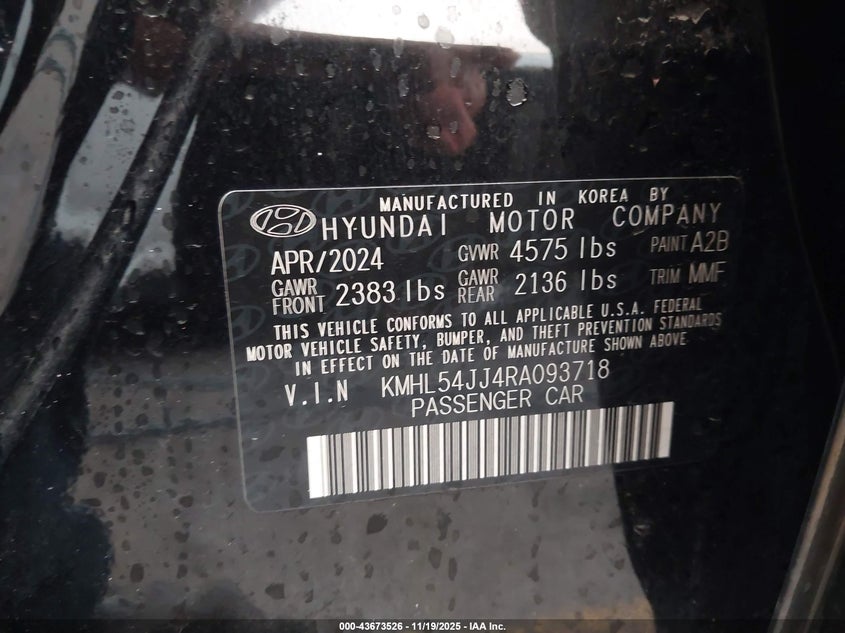 MANUFACTURED IN KOREA BY
HYUNDAI MOTOR COMPANY
APR/2024 GVWR 4575 lbs PAINT A2B
GAWR FRONT 2383 lbs GAWR REAR 2136 lbs TRIM MMF
THIS VEHICLE CONFORMS TO ALL APPLICABLE U.S.A. FEDERAL
MOTOR VEHICLE SAFETY, BUMPER, AND THEFT PREVENTION STANDARDS
IN EFFECT ON THE DATE OF MANUFACTURE SHOWN ABOVE
V.I.N KMHL54JJ4RA093718
PASSENGER CAR
000-43673526 - 11/19/2025 - IAA Inc.